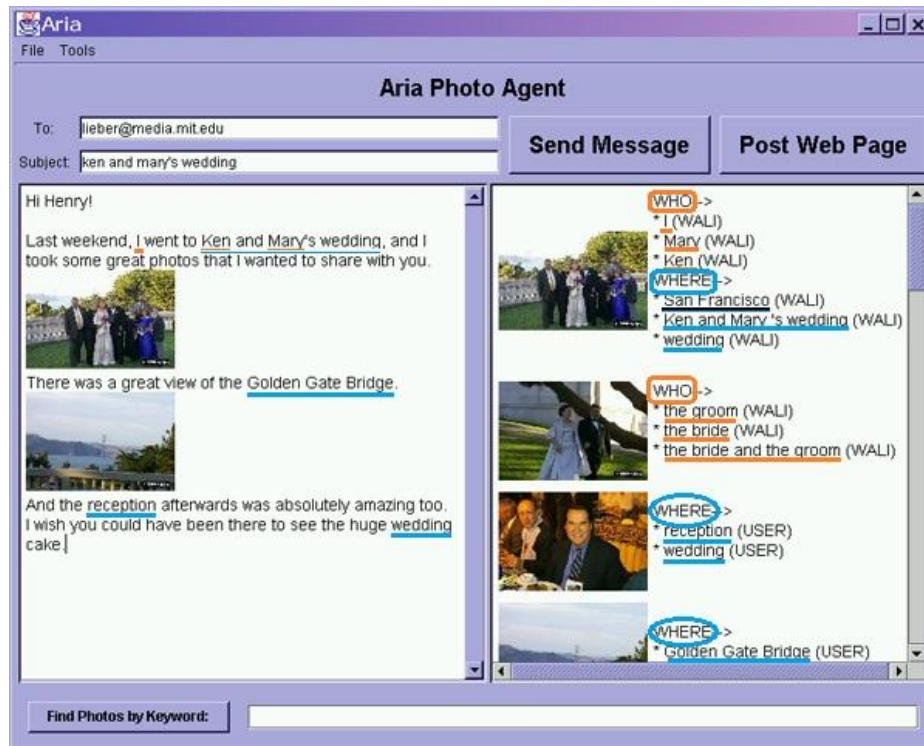 Aria
File Tools
Aria Photo Agent
To: lieber@media.mit.edu
Subject: ken and mary's wedding
Send Message
Post Web Page
Hi Henry!
Last weekend, I went to Ken and Mary's wedding, and I
took some great photos that I wanted to share with you.
There was a great view of the Golden Gate Bridge.
And the reception afterwards was absolutely amazing too.
I wish you could have been there to see the huge wedding
cake.
WHO ->
* I (WALI)
* Mary (WALI)
* Ken (WALI)
WHERE ->
* San Francisco (WALI)
* Ken and Mary 's wedding (WALI)
* wedding (WALI)
WHO ->
* the groom (WALI)
* the bride (WALI)
* the bride and the groom (WALI)
WHERE ->
* reception (USER)
* wedding (USER)
WHERE ->
* Golden Gate Bridge (USER)
Find Photos by Keyword: